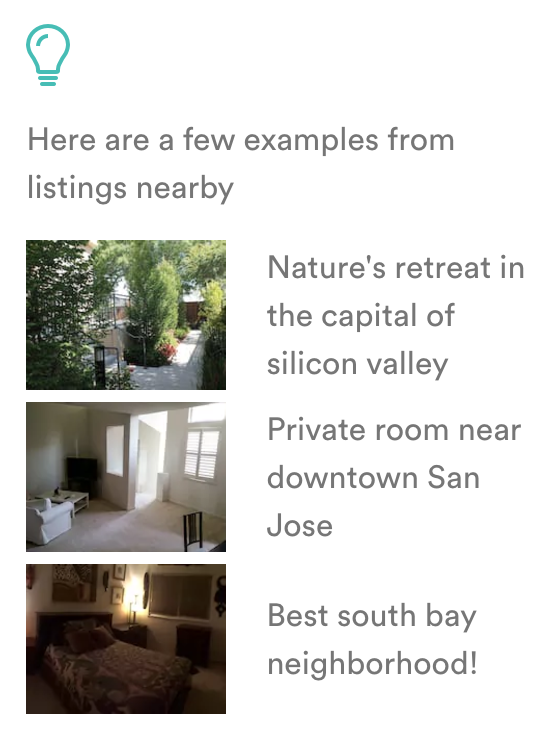 Here are a few examples from
listings nearby
Nature's retreat in
the capital of
silicon valley
Private room near
downtown San
Jose
Best south bay
neighborhood!